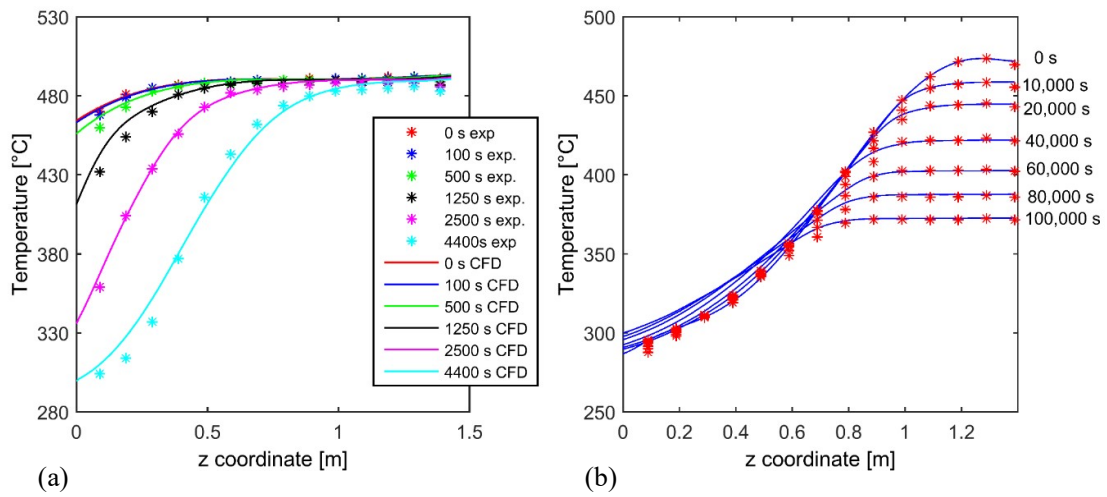 530
480
430
380
330
280
0
0.5
1
1.5
Temperature [°C]
z coordinate [m]
0 s exp
100 s exp.
500 s exp.
1250 s exp.
2500 s exp.
4400s exp
0 s CFD
100 s CFD
500 s CFD
1250 s CFD
2500 s CFD
4400 s CFD
(a)
500
450
400
350
300
250
0
0.2
0.4
0.6
0.8
1
1.2
Temperature [°C]
z coordinate [m]
0 s
10,000 s
20,000 s
40,000 s
60,000 s
80,000 s
100,000 s
(b)